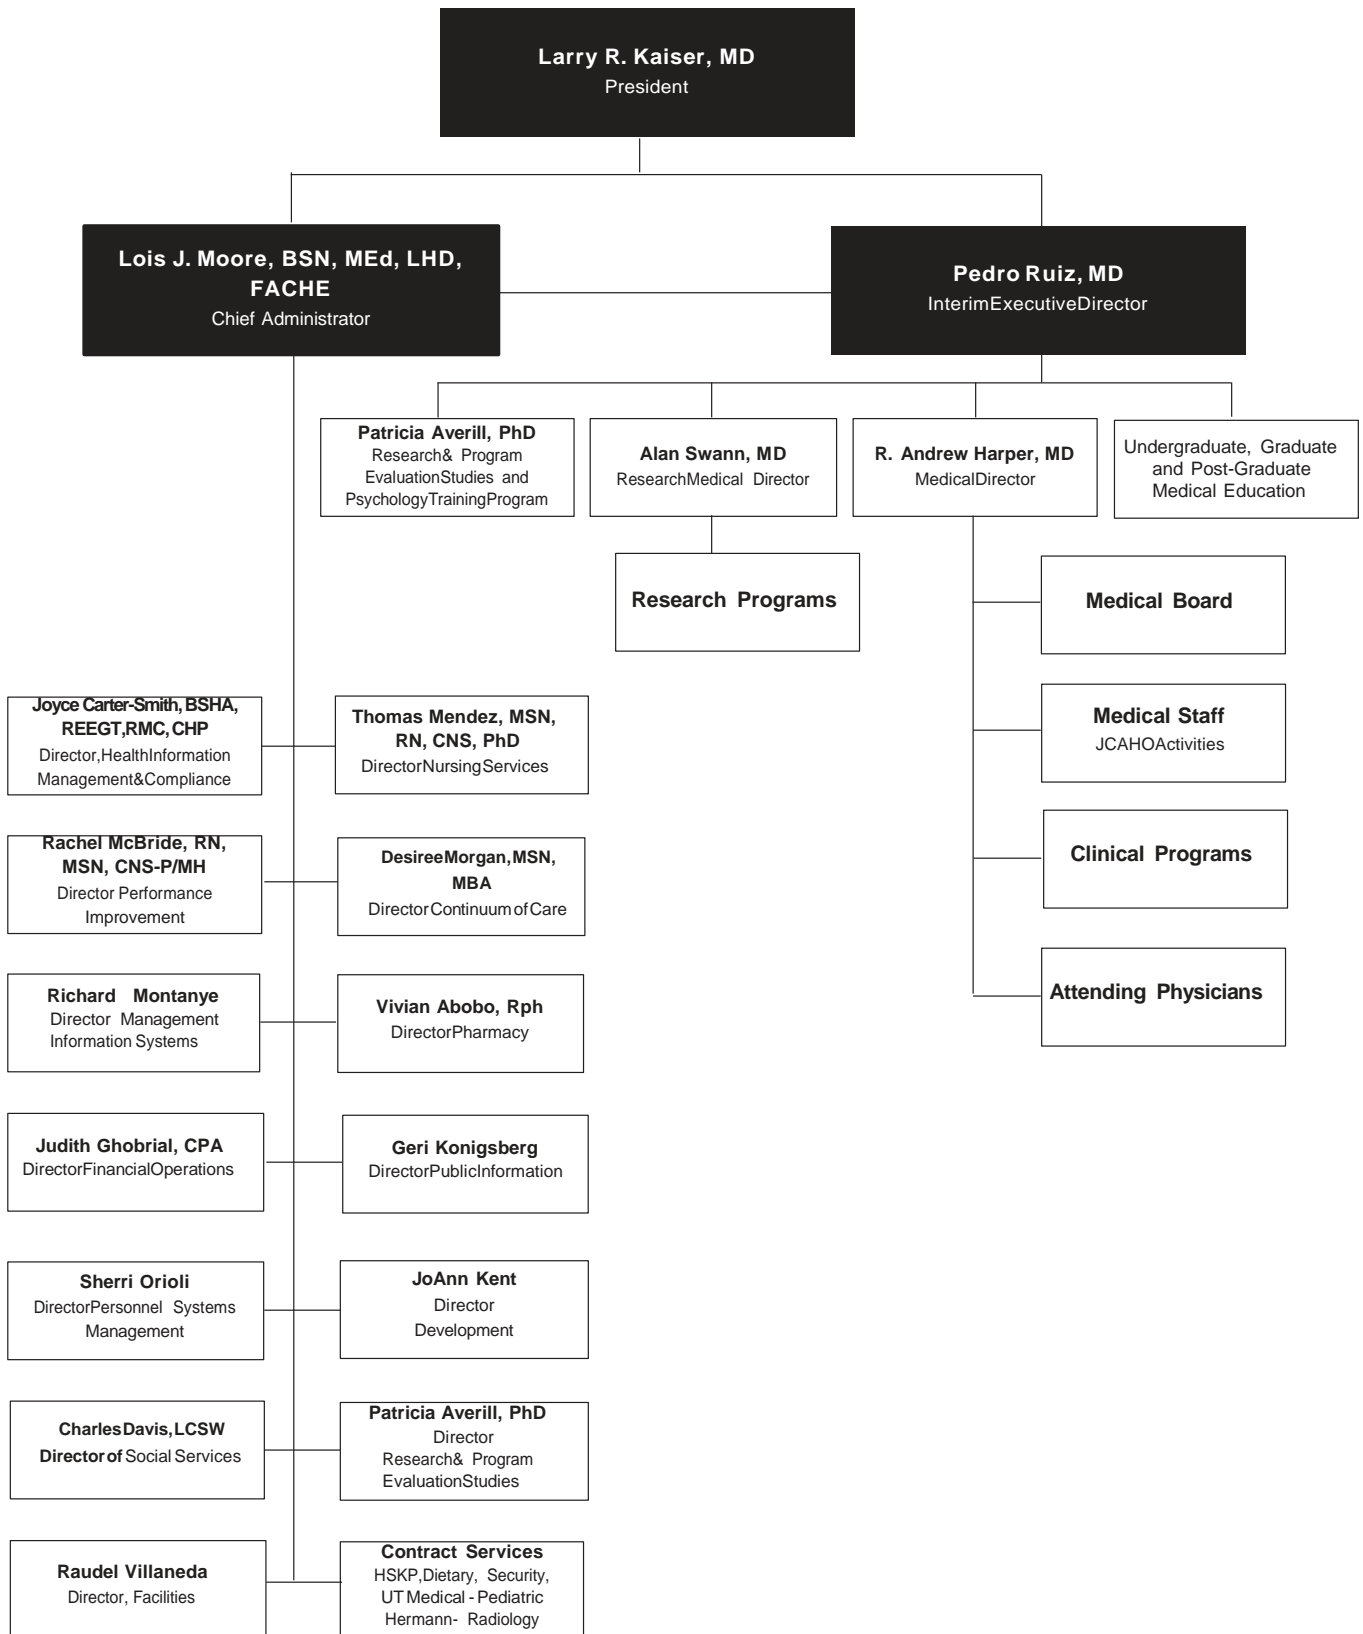 Larry R. Kaiser, MD
President
Lois J. Moore, BSN, MEd, LHD,
FACHE
Chief Administrator
Pedro Ruiz, MD
InterimExecutiveDirector
Patricia Averill, PhD
Research& Program
EvaluationStudies and
PsychologyTrainingProgram
Alan Swann, MD
ResearchMedical Director
R. Andrew Harper, MD
MedicalDirector
Undergraduate, Graduate
and Post-Graduate
Medical Education
Research Programs
Medical Board
Medical Staff
JCAHOActivities
Clinical Programs
Attending Physicians
Joyce Carter-Smith, BSHA,
REEGT,RMC, CHP
Director,HealthInformation
Management&Compliance
Thomas Mendez, MSN,
RN, CNS, PhD
DirectorNursingServices
Rachel McBride, RN,
MSN, CNS-P/MH
Director Performance
Improvement
DesireeMorgan, MSN,
MBA
Director Continuum of Care
Richard Montanye
Director Management
Information Systems
Vivian Abobo, Rph
DirectorPharmacy
Judith Ghobrial, CPA
DirectorFinancialOperations
Geri Konigsberg
DirectorPublicInformation
Sherri Orioli
DirectorPersonnel Systems
Management
JoAnn Kent
Director
Development
CharlesDavis, LCSW
Director of Social Services
Patricia Averill, PhD
Director
Research& Program
EvaluationStudies
Raudel Villaneda
Director, Facilities
Contract Services
HSKP,Dietary, Security,
UT Medical - Pediatric
Hermann- Radiology